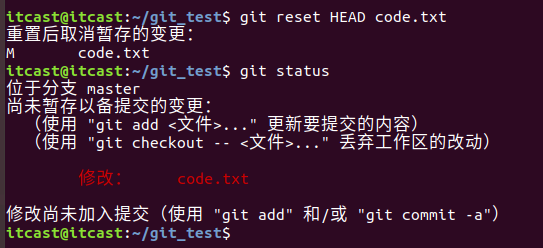 itcast@itcast:~/git_test$ git reset HEAD code.txt
重置后取消暂存的变更：
M	code.txt
itcast@itcast:~/git_test$ git status
位于分支 master
尚未暂存以备提交的变更：
  （使用 "git add <文件>..." 更新要提交的内容）
  （使用 "git checkout -- <文件>..." 丢弃工作区的改动）
	修改：     code.txt
修改尚未加入提交（使用 "git add" 和/或 "git commit -a"）
itcast@itcast:~/git_test$